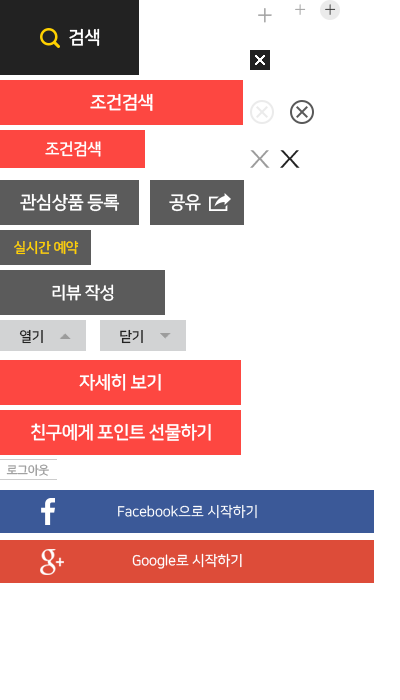 검색
조건검색
조건검색
관심상품 등록 공유
실시간 예약
리뷰 작성
열기 닫기
자세히 보기
친구에게 포인트 선물하기
로그아웃
Facebook으로 시작하기
Google로 시작하기